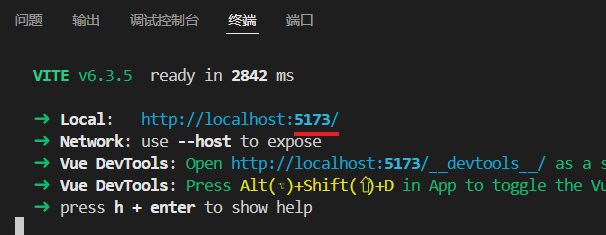 问题 输出 调试控制台 终端 端口
VITE v6.3.5 ready in 2842 ms
➜ Local: http://localhost:5173/
➜ Network: use --host to expose
➜ Vue DevTools: Open http://localhost:5173/__devtools__/ as a s
➜ Vue DevTools: Press Alt(⌥)+Shift(⇧)+D in App to toggle the Vu
➜ press h + enter to show help